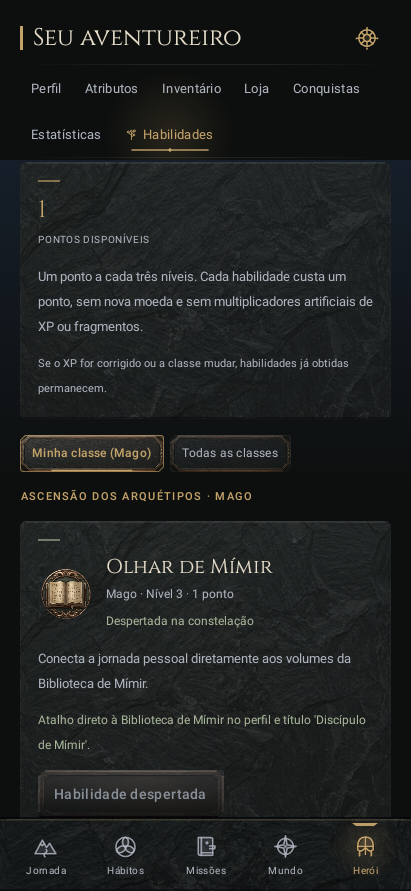 Seu aventureiro
Perfil Atributos Inventário Loja Conquistas
Estatísticas Habilidades
1
PONTOS DISPONÍVEIS
Um ponto a cada três níveis. Cada habilidade custa um
ponto, sem nova moeda e sem multiplicadores artificiais de
XP ou fragmentos.
Se o XP for corrigido ou a classe mudar, habilidades já obtidas
permanecem.
Minha classe (Mago) Todas as classes
ASCENSÃO DOS ARQUÉTIPOS · MAGO
Olhar de Mímir
Mago · Nível 3 · 1 ponto
Despertada na constelação
Conecta a jornada pessoal diretamente aos volumes da
Biblioteca de Mímir.
Atalho direto à Biblioteca de Mímir no perfil e título 'Discípulo
de Mímir'.
Habilidade despertada
Jornada Hábitos Missões Mundo Herói